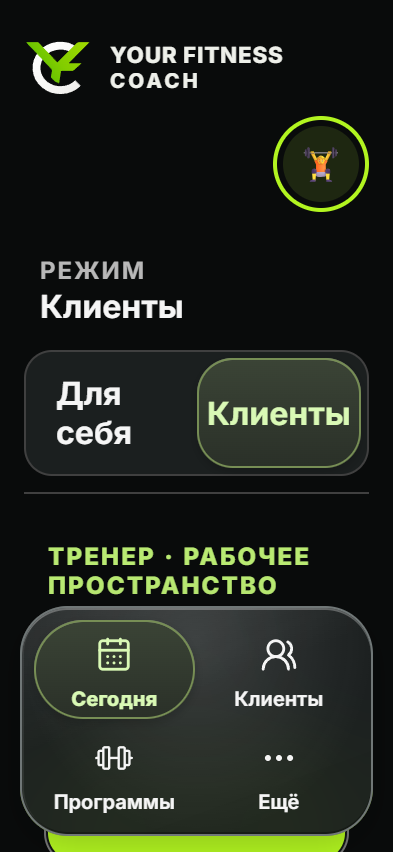 YOUR FITNESS
COACH
РЕЖИМ
Клиенты
Для
себя
Клиенты
ТРЕНЕР · РАБОЧЕЕ
ПРОСТРАНСТВО
Сегодня
Клиенты
Программы
Ещё